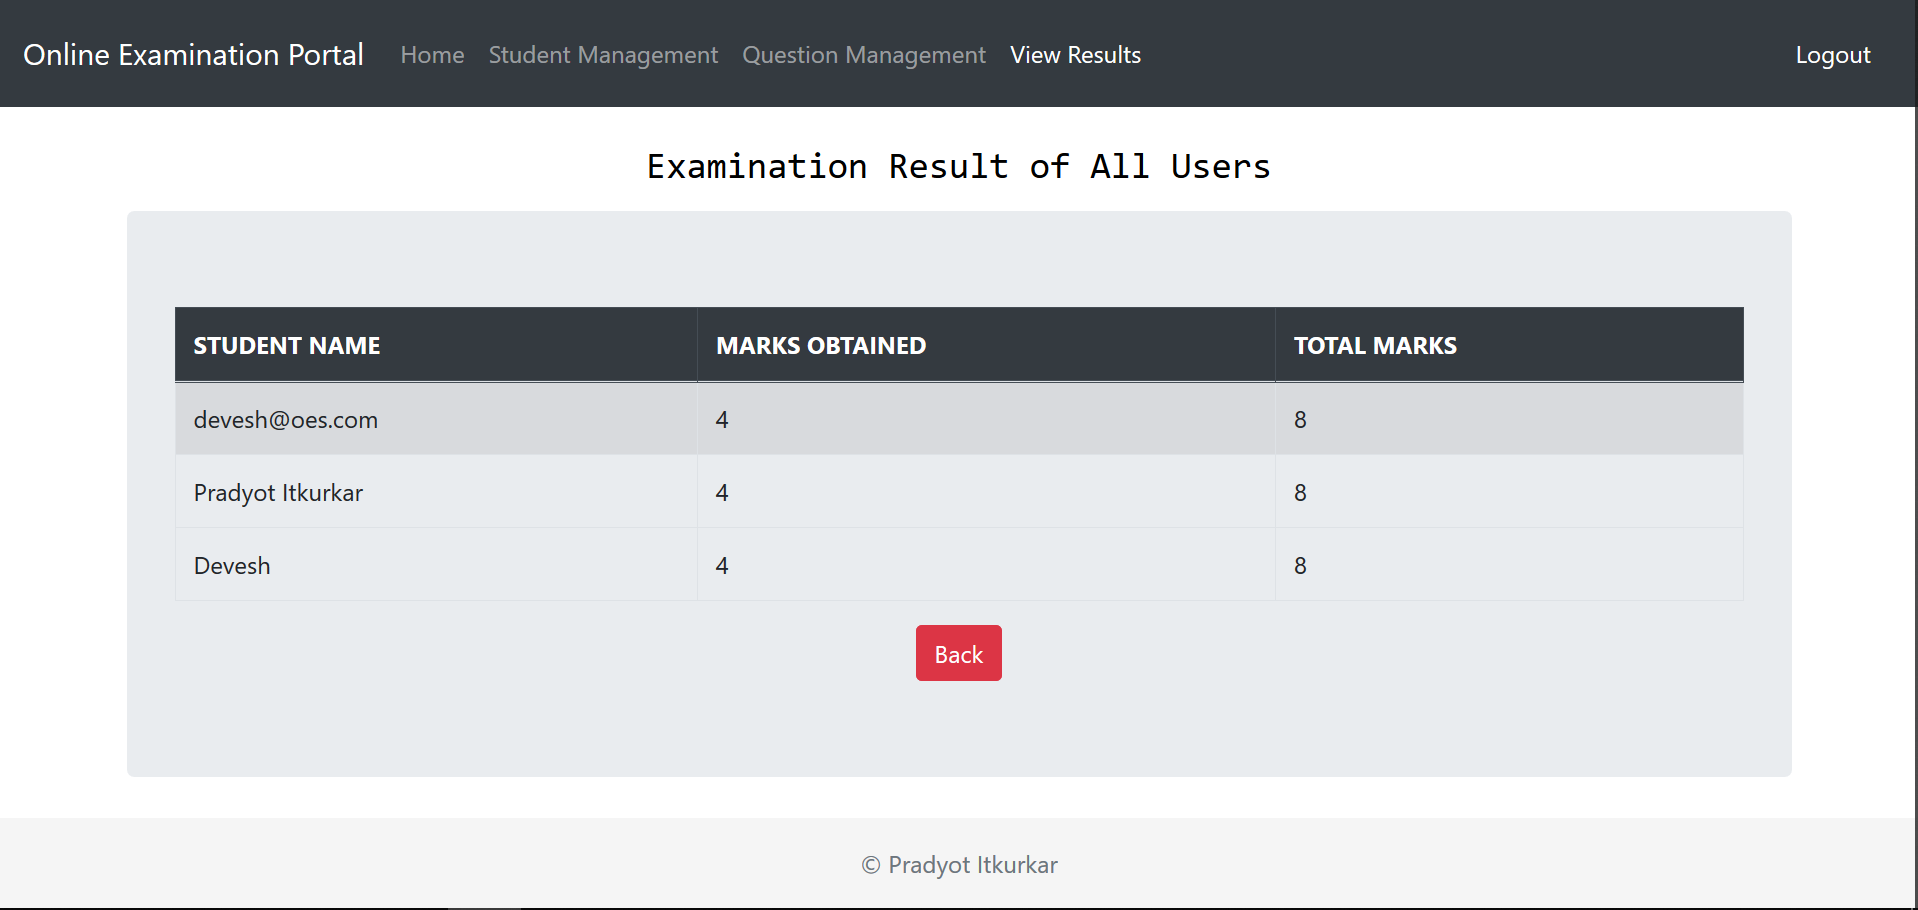 Online Examination Portal Home Student Management Question Management View Results Logout
Examination Result of All Users
STUDENT NAME MARKS OBTAINED TOTAL MARKS
devesh@oes.com 4 8
Pradyot Itkurkar 4 8
Devesh 4 8
Back
© Pradyot Itkurkar